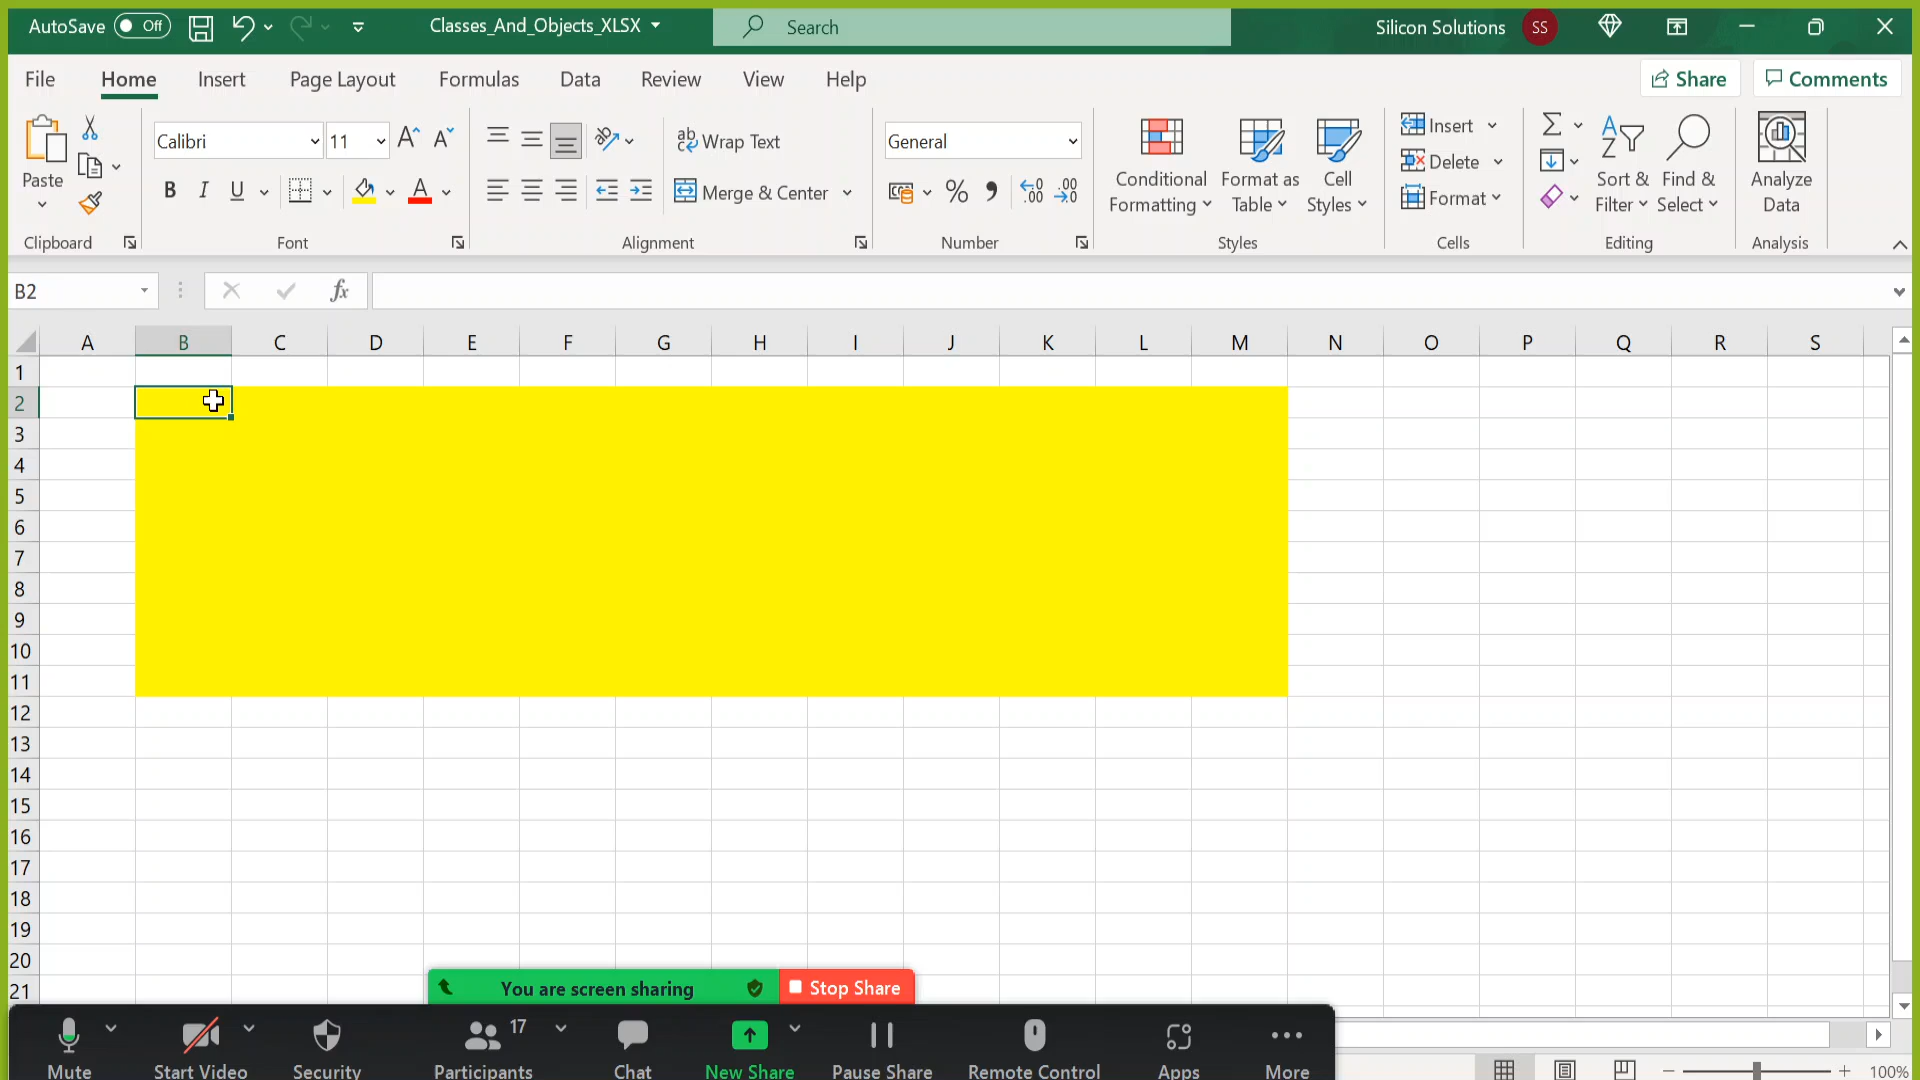 AutoSave Off Classes_And_Objects_XLSX Search Silicon Solutions SS
File Home Insert Page Layout Formulas Data Review View Help Share Comments
Paste Calibri 11 A A ab Wrap Text General Conditional Formatting Format as Table Cell Styles Insert Delete Format Sort & Filter Find & Select Analyze Data
B I U A Merge & Center % .00 .00
Clipboard Font Alignment Number Styles Cells Editing Analysis
B2 fx
A B C D E F G H I J K L M N O P Q R S
1
2
3
4
5
6
7
8
9
10
11
12
13
14
15
16
17
18
19
20
21
You are screen sharing Stop Share
17
Mute Start Video Security Participants Chat New Share Pause Share Remote Control Apps More
100%